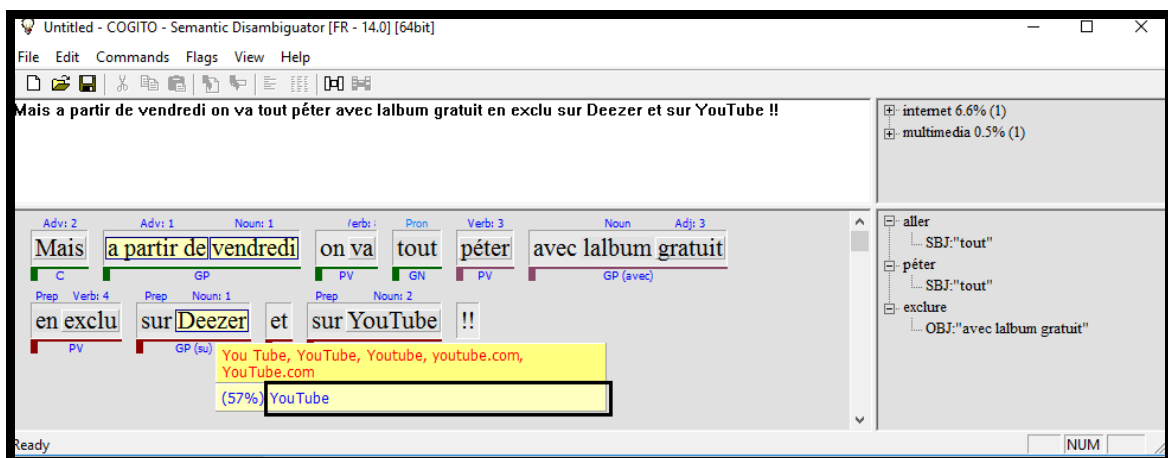 Untitled - COGITO - Semantic Disambiguator [FR - 14.0] [64bit]
File Edit Commands Flags View Help
Mais a partir de vendredi on va tout péter avec lalbum gratuit en exclu sur Deezer et sur YouTube !!
internet 6.6% (1)
multimedia 0.5% (1)
Adv: 2 Adv: 1 Noun: 1 Pron Verb: 3 Noun Adj: 3
Mais a partir de vendredi on va tout péter avec lalbum gratuit
C GP PV GN PV GP (avec)
Prep Verb: 4 Prep Noun: 1 Prep Noun: 2
en exclu sur Deezer et sur YouTube !!
PV GP (su)
You Tube, YouTube, Youtube, youtube.com,
YouTube.com
(57%) YouTube
aller
SBJ:"tout"
péter
SBJ:"tout"
exclure
OBJ:"avec lalbum gratuit"
Ready NUM